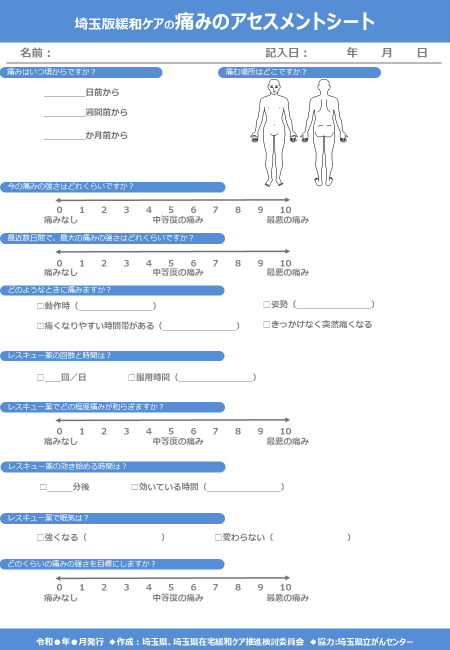 埼玉版緩和ケアの痛みのアセスメントシート
名前： 記入日： 年 月 日
痛みはいつ頃からですか？ 痛む場所はどこですか？
________日前から
________週間前から
________か月前から
今の痛みの強さはどれくらいですか？
0 1 2 3 4 5 6 7 8 9 10
痛みなし 中等度の痛み 最悪の痛み
最近数日間で、最大の痛みの強さはどれくらいですか？
0 1 2 3 4 5 6 7 8 9 10
痛みなし 中等度の痛み 最悪の痛み
どのようなときに痛みますか？
□動作時（______________） □姿勢（______________）
□痛くなりやすい時間帯がある（______________） □きっかけなく突然痛くなる
レスキュー薬の回数と時間は？
□___回／日 □服用時間（______________）
レスキュー薬でどの程度痛みが和らぎますか？
0 1 2 3 4 5 6 7 8 9 10
痛みなし 中等度の痛み 最悪の痛み
レスキュー薬の効き始める時間は？
□_____分後 □効いている時間（______________）
レスキュー薬で眠気は？
□強くなる（ ） □変わらない（ ）
どのくらいの痛みの強さを目標にしますか？
0 1 2 3 4 5 6 7 8 9 10
痛みなし 中等度の痛み 最悪の痛み
令和●年●月発行 ◆作成：埼玉県、埼玉県在宅緩和ケア推進検討委員会 ◆協力:埼玉県立がんセンター